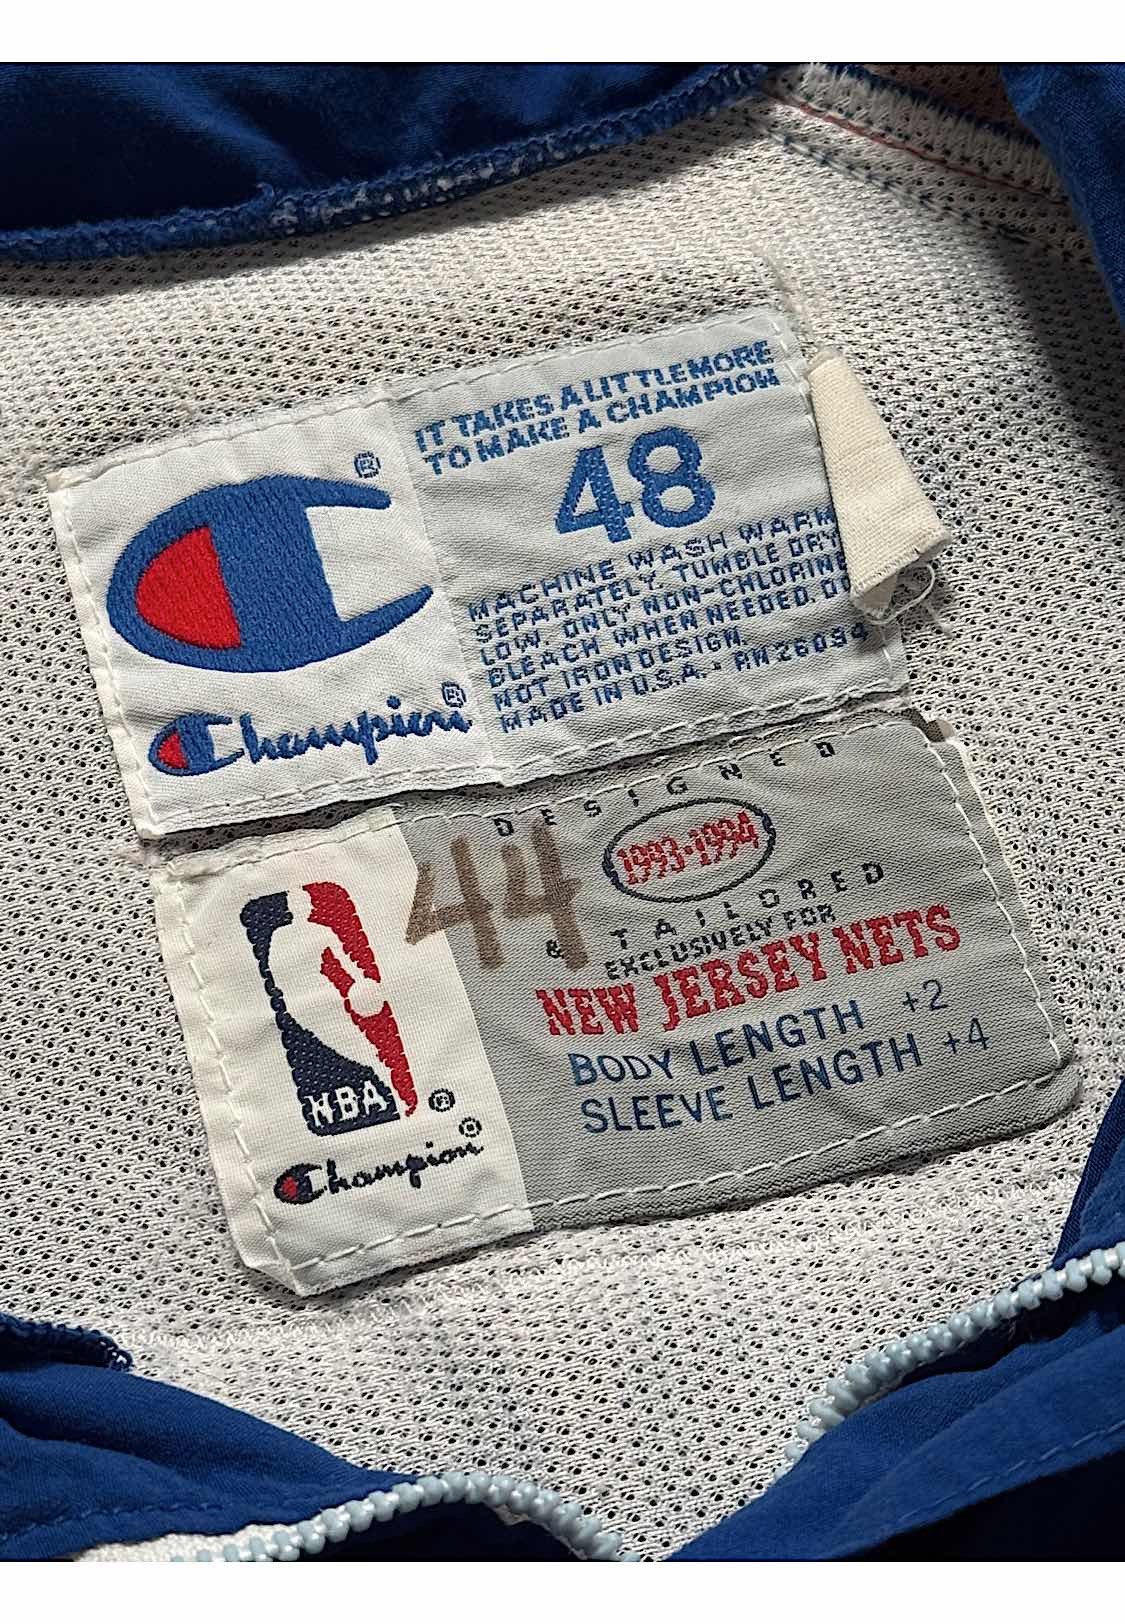 IT TAKES A LITTLE MORE
TO MAKE A CHAMPION
48
MACHINE WASH WARM
SEPARATELY. TUMBLE DRY
LOW. ONLY NON-CHLORINE
BLEACH WHEN NEEDED. DO
NOT IRON DESIGN.
MADE IN U.S.A. • RN 26094
®
Champion®
DESIGNED
1993-1994
& TAILORED
EXCLUSIVELY FOR
NEW JERSEY NETS
BODY LENGTH +2
SLEEVE LENGTH +4
44
NBA®
Champion®